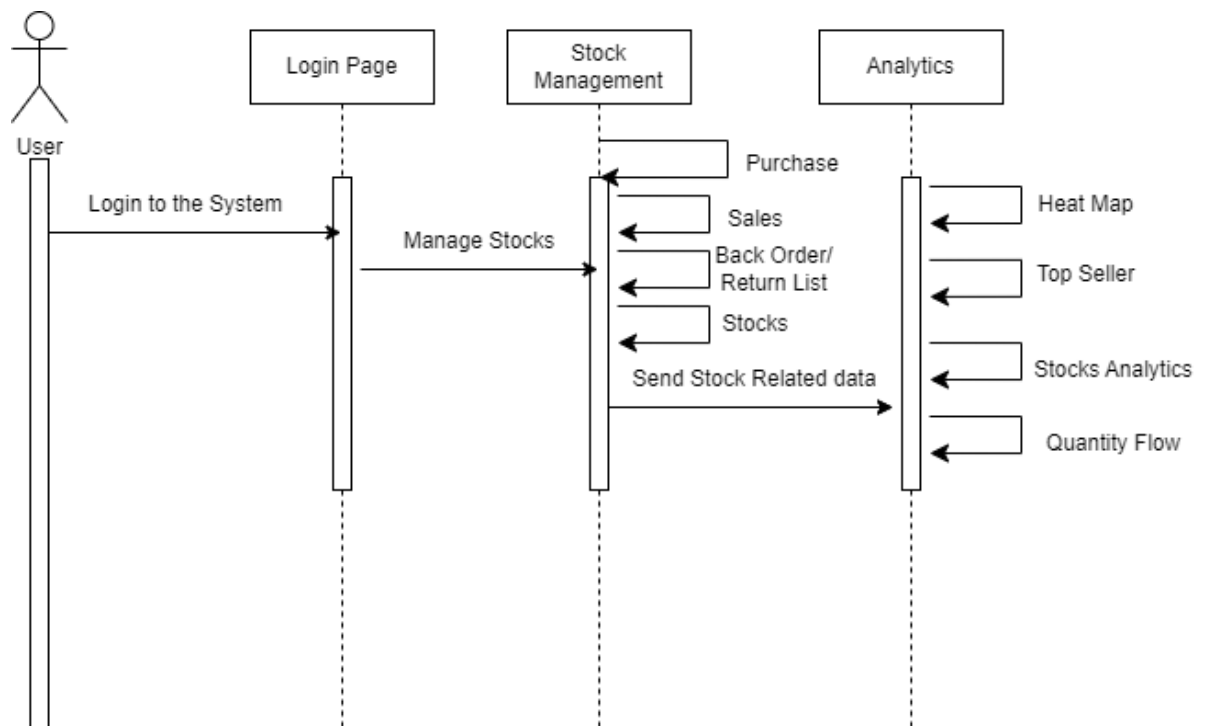 User
Login Page
Stock
Management
Analytics
Login to the System
Manage Stocks
Purchase
Sales
Back Order/
Return List
Stocks
Send Stock Related data
Heat Map
Top Seller
Stocks Analytics
Quantity Flow